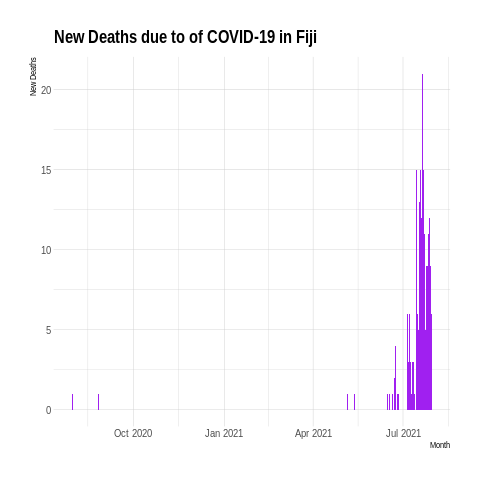 New Deaths due to of COVID-19 in Fiji
New Deaths
20
15
10
5
0
Oct 2020 Jan 2021 Apr 2021 Jul 2021
Month